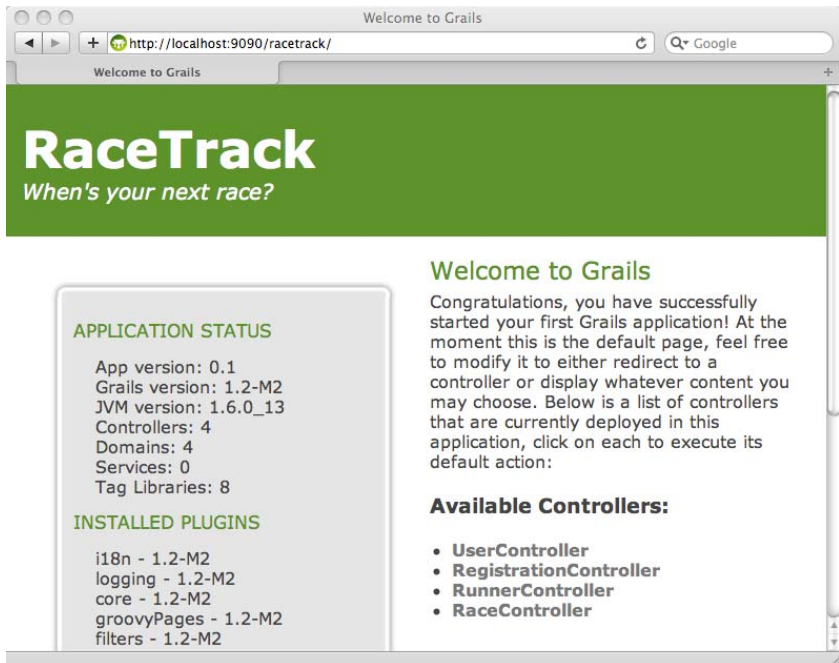 Welcome to Grails
http://localhost:9090/racetrack/
Google
Welcome to Grails
RaceTrack
When's your next race?
APPLICATION STATUS
App version: 0.1
Grails version: 1.2-M2
JVM version: 1.6.0_13
Controllers: 4
Domains: 4
Services: 0
Tag Libraries: 8
INSTALLED PLUGINS
i18n - 1.2-M2
logging - 1.2-M2
core - 1.2-M2
groovyPages - 1.2-M2
filters - 1.2-M2
Welcome to Grails
Congratulations, you have successfully
started your first Grails application! At the
moment this is the default page, feel free
to modify it to either redirect to a
controller or display whatever content you
may choose. Below is a list of controllers
that are currently deployed in this
application, click on each to execute its
default action:
Available Controllers:
• UserController
• RegistrationController
• RunnerController
• RaceController